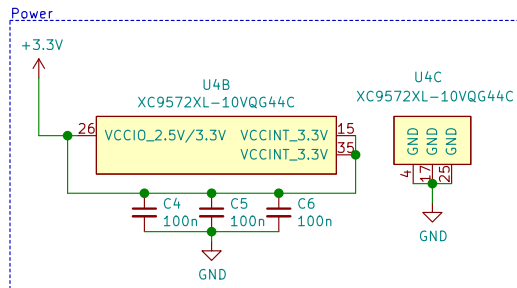 Power
+3.3V
U4B
XC9572XL-10VQG44C
26
VCCIO_2.5V/3.3V
VCCINT_3.3V
15
VCCINT_3.3V
35
C4
100n
C5
100n
C6
100n
GND
U4C
XC9572XL-10VQG44C
GND
GND
GND
4
17
25
GND